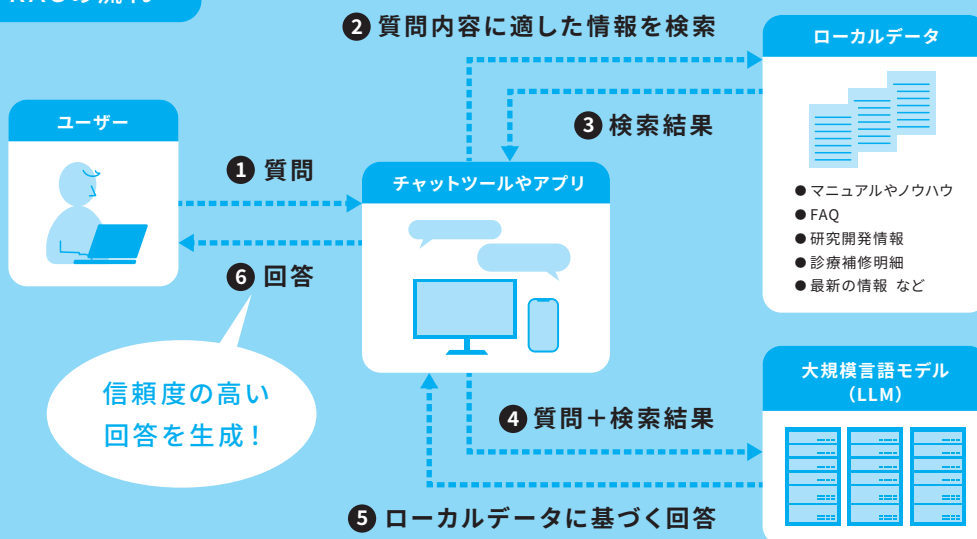 RAGの流れ
❷ 質問内容に適した情報を検索
ローカルデータ
❸ 検索結果
ユーザー
❶ 質問
チャットツールやアプリ
● マニュアルやノウハウ
● FAQ
● 研究開発情報
● 診療補修明細
● 最新の情報 など
❻ 回答
信頼度の高い
回答を生成!
大規模言語モデル
(LLM)
❹ 質問+検索結果
❺ ローカルデータに基づく回答